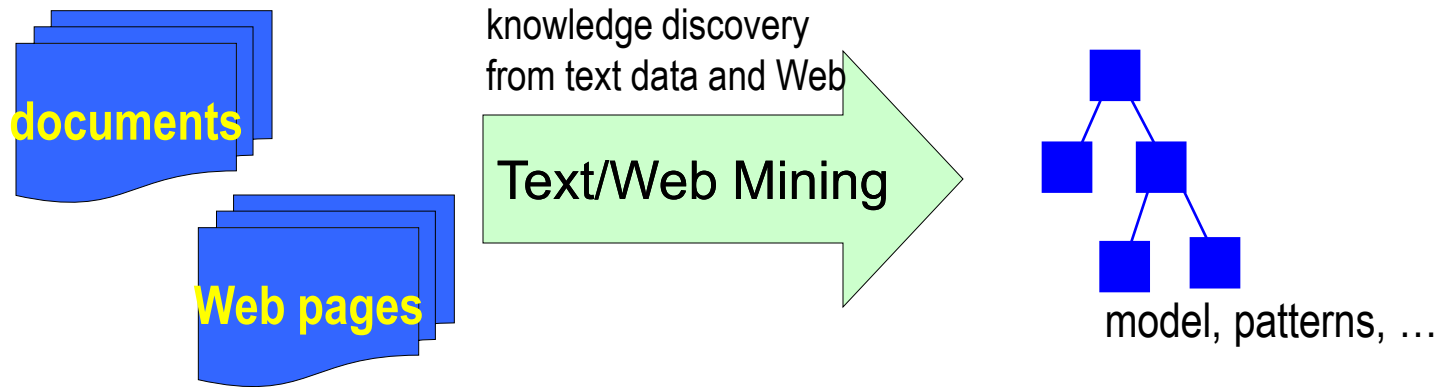 documents
Web pages
knowledge discovery
from text data and Web
Text/Web Mining
model, patterns, …